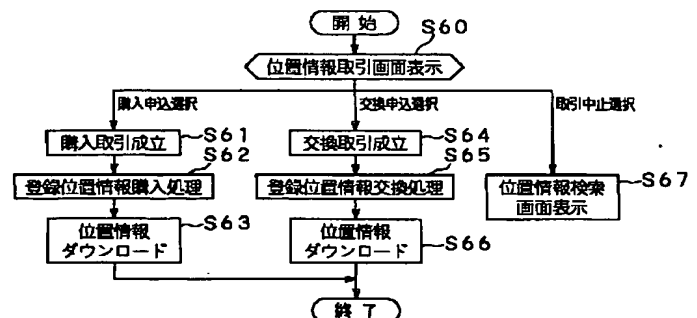 開始
S60
位置情報取引画面表示
購入申込選択
交換申込選択
取引中止選択
購入取引成立
S61
交換取引成立
S64
S62
S65
登録位置情報購入処理
登録位置情報交換処理
位置情報検索
画面表示
S67
位置情報
ダウンロード
S63
位置情報
ダウンロード
S66
終了